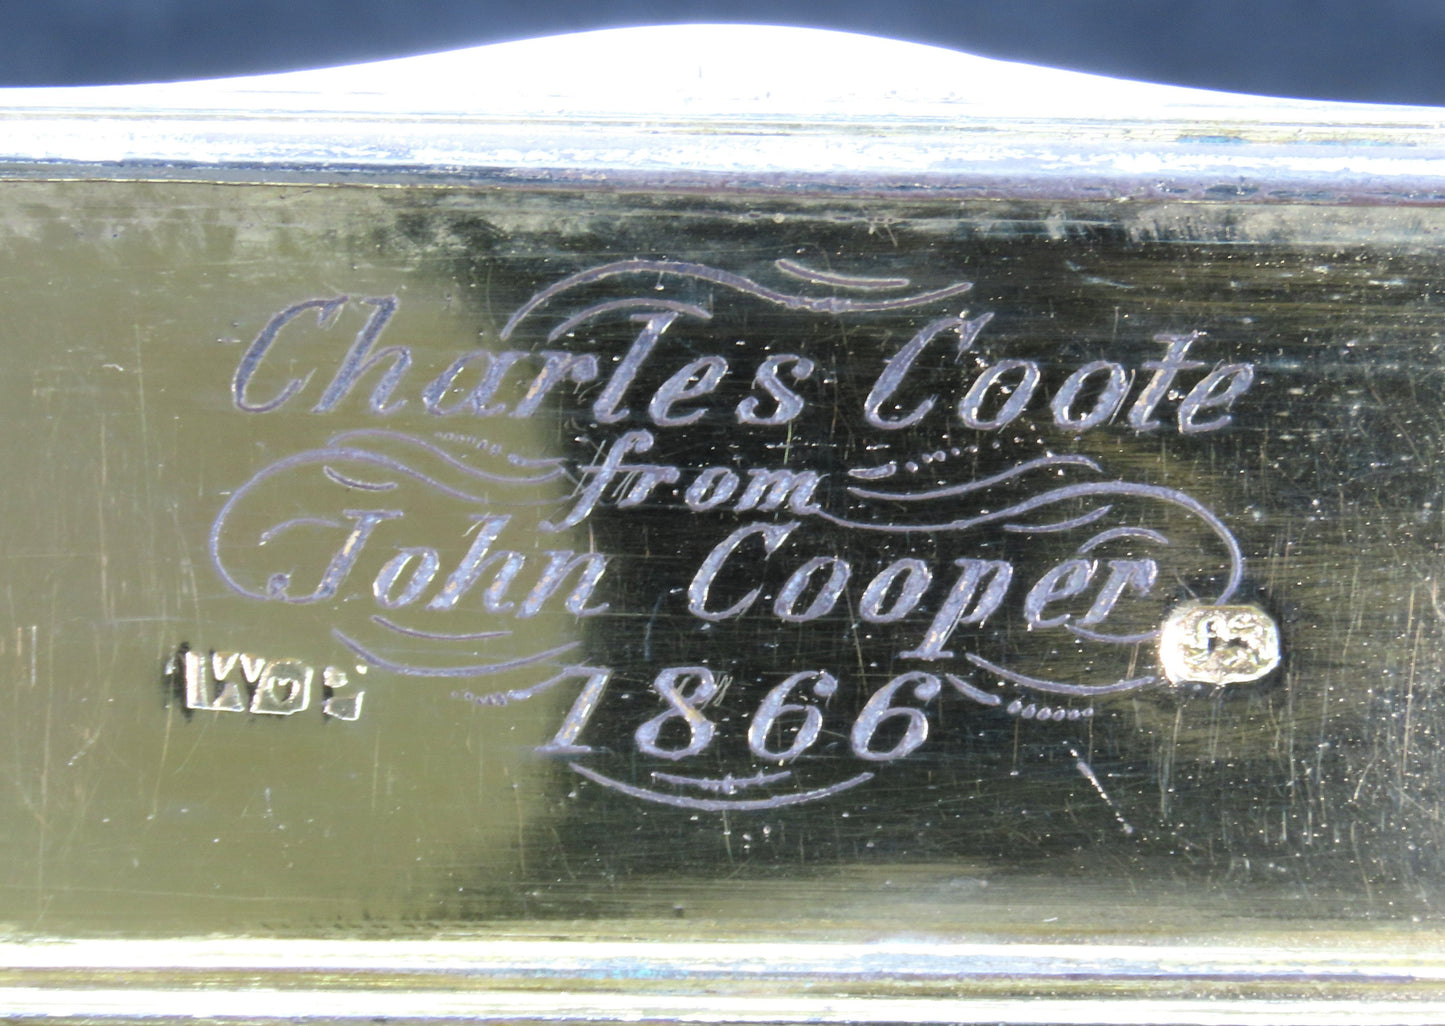 Charles Coote
from
John Cooper
1866